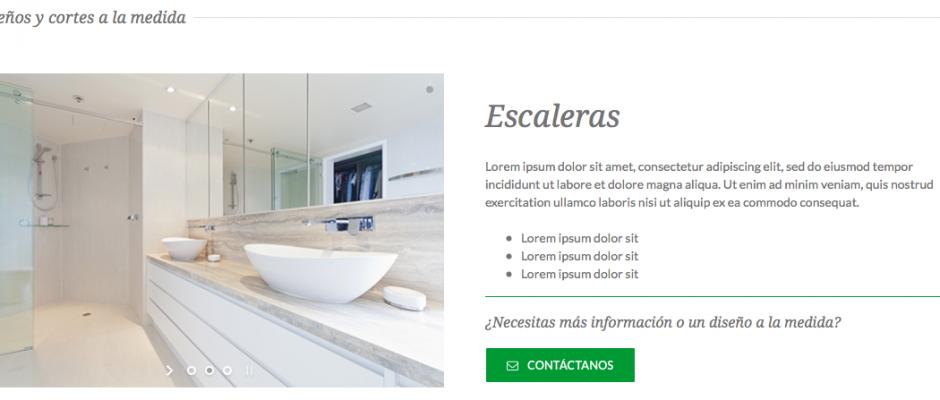 eños y cortes a la medida
Escaleras
Lorem ipsum dolor sit amet, consectetur adipiscing elit, sed do eiusmod tempor
incididunt ut labore et dolore magna aliqua. Ut enim ad minim veniam, quis nostrud
exercitation ullamco laboris nisi ut aliquip ex ea commodo consequat.
Lorem ipsum dolor sit
Lorem ipsum dolor sit
Lorem ipsum dolor sit
¿Necesitas más información o un diseño a la medida?
CONTÁCTANOS